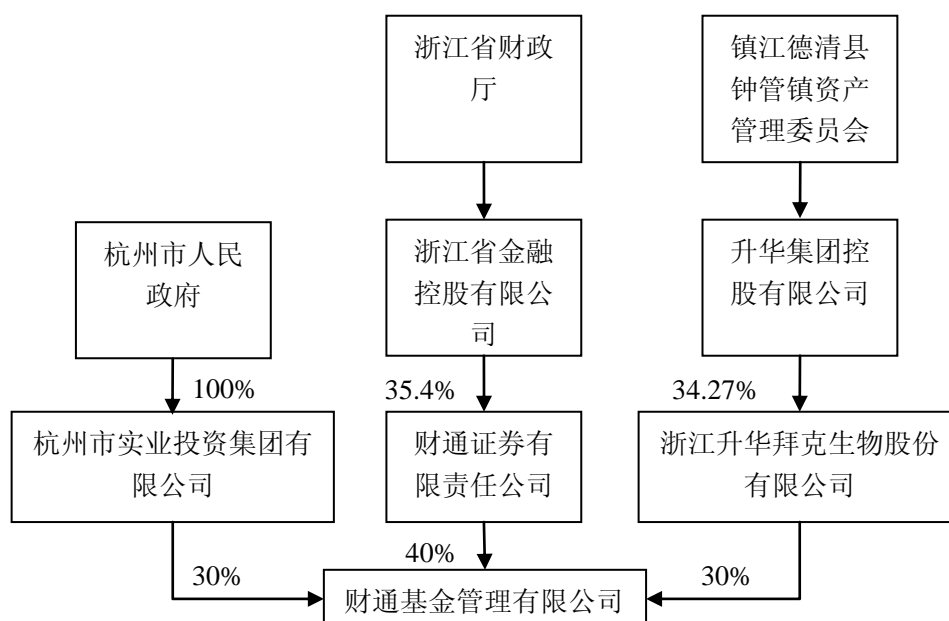 浙江省财政
厅
镇江德清县
钟管镇资产
管理委员会
杭州市人民
政府
浙江省金融
控股有限公
司
升华集团控
股有限公司
100%
35.4%
34.27%
杭州市实业投资集团有
限公司
财通证券有
限责任公司
浙江升华拜克生物股份
有限公司
30%
40%
30%
财通基金管理有限公司